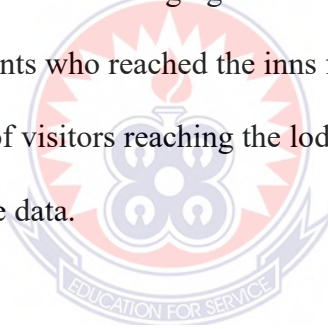 nts who reached the inns
of visitors reaching the lod
e data.
EDUCATION FOR SERVICE